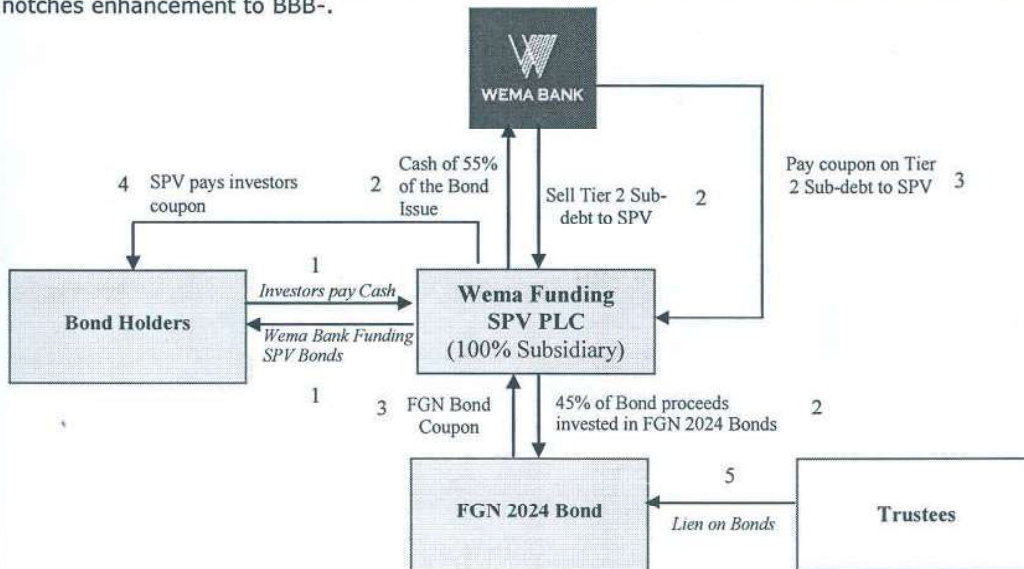 notches enhancement to BBB-.
WEMA BANK
4
SPV pays investors
coupon
2
Cash of 55%
of the Bond
Issue
Sell Tier 2 Sub-
debt to SPV
2
Pay coupon on Tier
2 Sub-debt to SPV
3
1
Investors pay Cash
Bond Holders
Wema Bank Funding
SPV Bonds
1
Wema Funding
SPV PLC
(100% Subsidiary)
3
FGN Bond
Coupon
45% of Bond proceeds
invested in FGN 2024 Bonds
2
FGN 2024 Bond
5
Lien on Bonds
Trustees